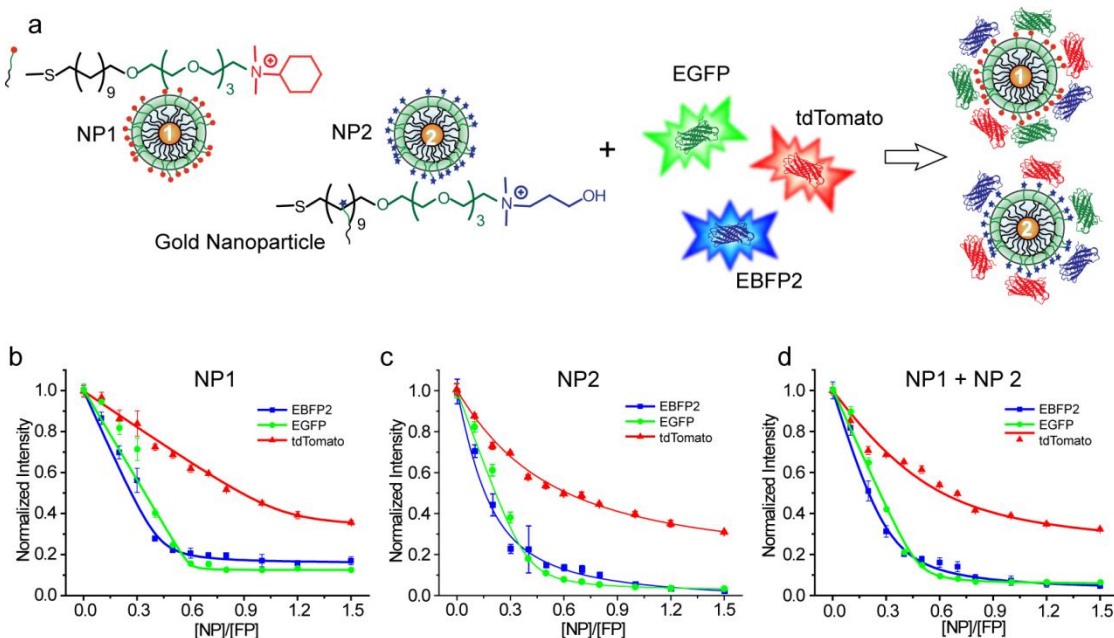 a
S
9
O
O
3
N
⊕
NP1
1
NP2
2
S
9
O
O
3
N
⊕
OH
Gold Nanoparticle
+
EGFP
tdTomato
EBFP2
1
2
b
NP1
EBFP2
EGFP
tdTomato
Normalized Intensity
1.0
0.8
0.6
0.4
0.2
0.0
0.0 0.3 0.6 0.9 1.2 1.5
[NP]/[FP]
c
NP2
EBFP2
EGFP
tdTomato
Normalized Intensity
1.0
0.8
0.6
0.4
0.2
0.0
0.0 0.3 0.6 0.9 1.2 1.5
[NP]/[FP]
d
NP1 + NP 2
EBFP2
EGFP
tdTomato
Normalized Intensity
1.0
0.8
0.6
0.4
0.2
0.0
0.0 0.3 0.6 0.9 1.2 1.5
[NP]/[FP]